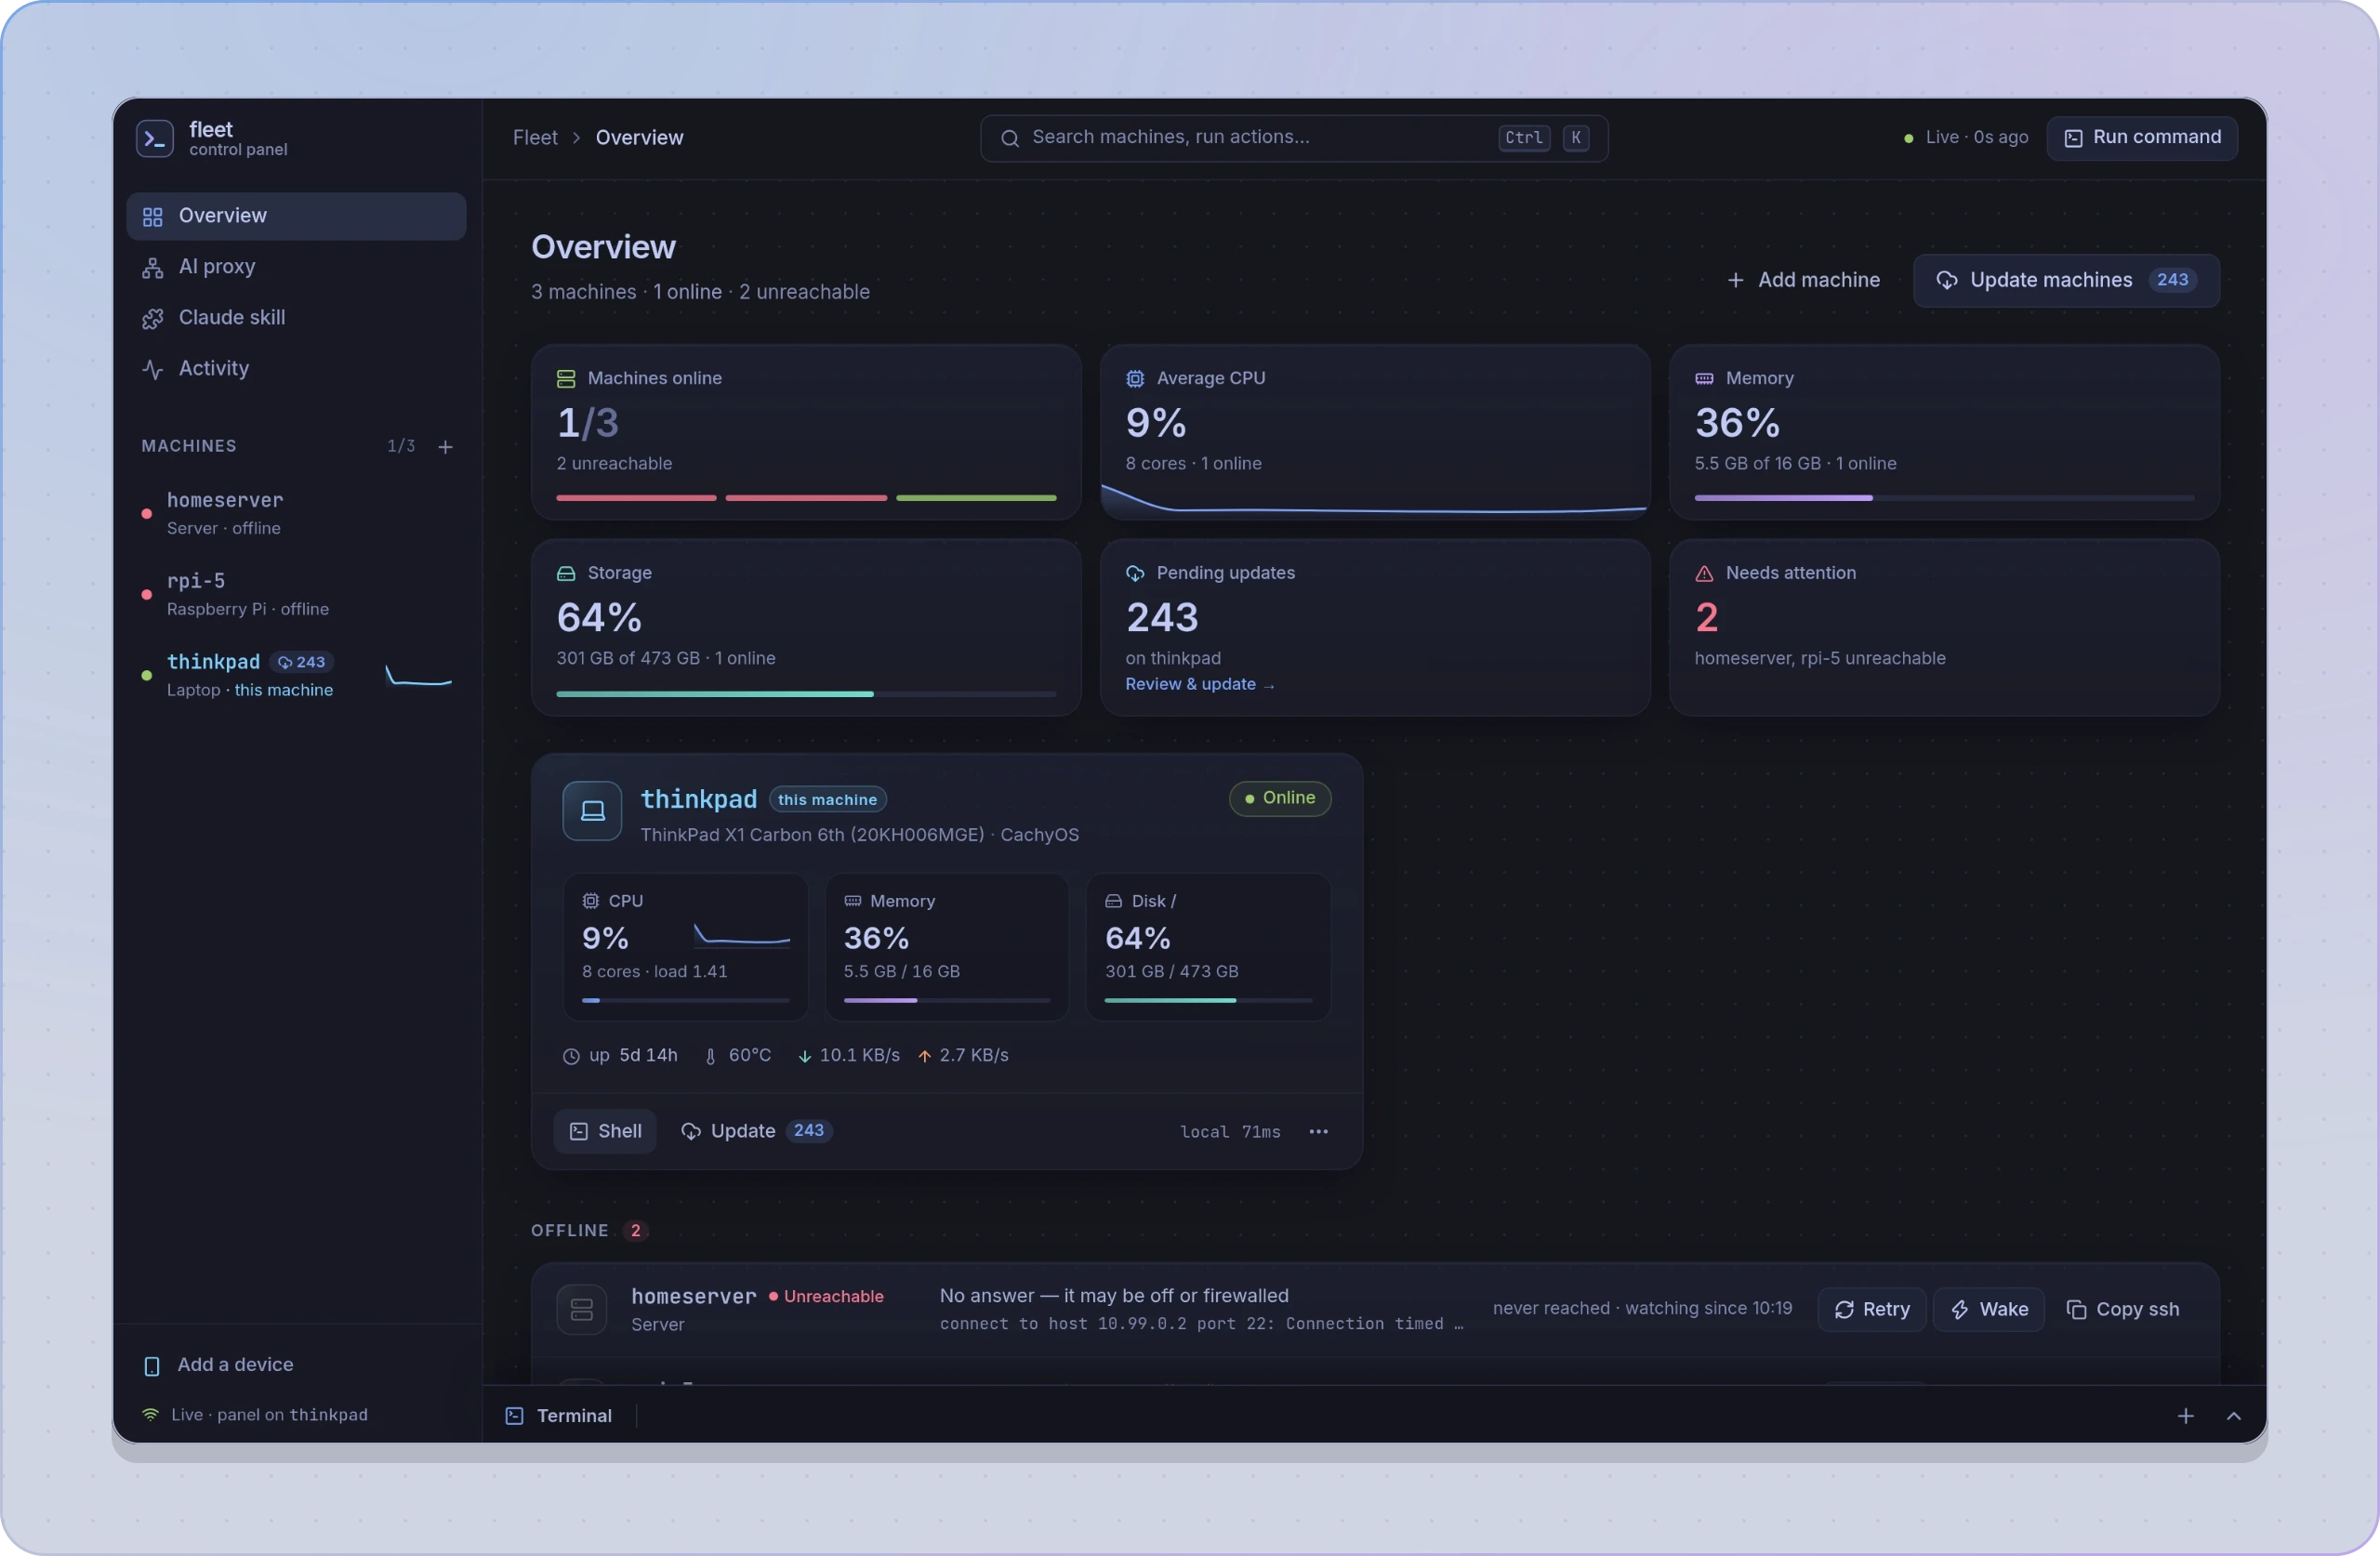 fleet
control panel
Overview
AI proxy
Claude skill
Activity
MACHINES 1/3
homeserver
Server · offline
rpi-5
Raspberry Pi · offline
thinkpad 243
Laptop · this machine
Add a device
Live · panel on thinkpad
Fleet > Overview
Search machines, run actions...
Ctrl K
Live · 0s ago
Run command
Overview
3 machines · 1 online · 2 unreachable
Add machine
Update machines 243
Machines online
1/3
2 unreachable
Average CPU
9%
8 cores · 1 online
Memory
36%
5.5 GB of 16 GB · 1 online
Storage
64%
301 GB of 473 GB · 1 online
Pending updates
243
on thinkpad
Review & update →
Needs attention
2
homeserver, rpi-5 unreachable
thinkpad this machine
Online
ThinkPad X1 Carbon 6th (20KH006MGE) · CachyOS
CPU
9%
8 cores · load 1.41
Memory
36%
5.5 GB / 16 GB
Disk /
64%
301 GB / 473 GB
up 5d 14h 60°C 10.1 KB/s 2.7 KB/s
Shell
Update 243
local 71ms
OFFLINE 2
homeserver Unreachable
Server
No answer — it may be off or firewalled
connect to host 10.99.0.2 port 22: Connection timed …
never reached · watching since 10:19
Retry
Wake
Copy ssh
Terminal